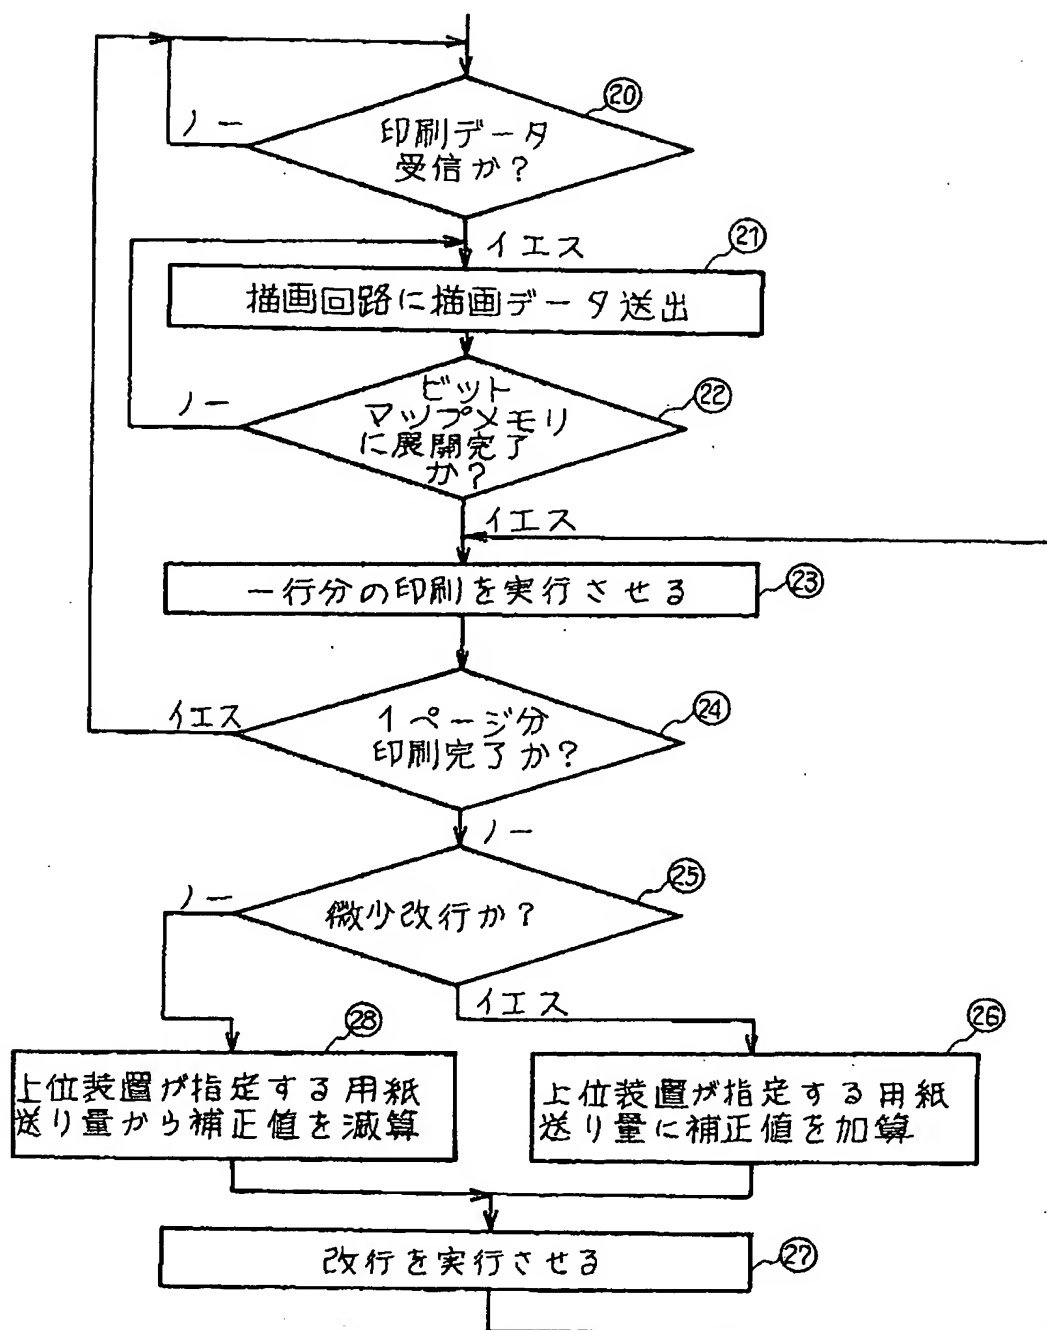 20
ノー
印刷データ
受信か?
イエス
21
描画回路に描画データ送出
22
ノー
ビット
マップメモリ
に展開完了
か?
イエス
一行分の印刷を実行させる
23
24
イエス
1ページ分
印刷完了か?
ノー
25
ノー
微少改行か?
イエス
28
上位装置が指定する用紙
送り量から補正値を減算
26
上位装置が指定する用紙
送り量に補正値を加算
改行を実行させる
27